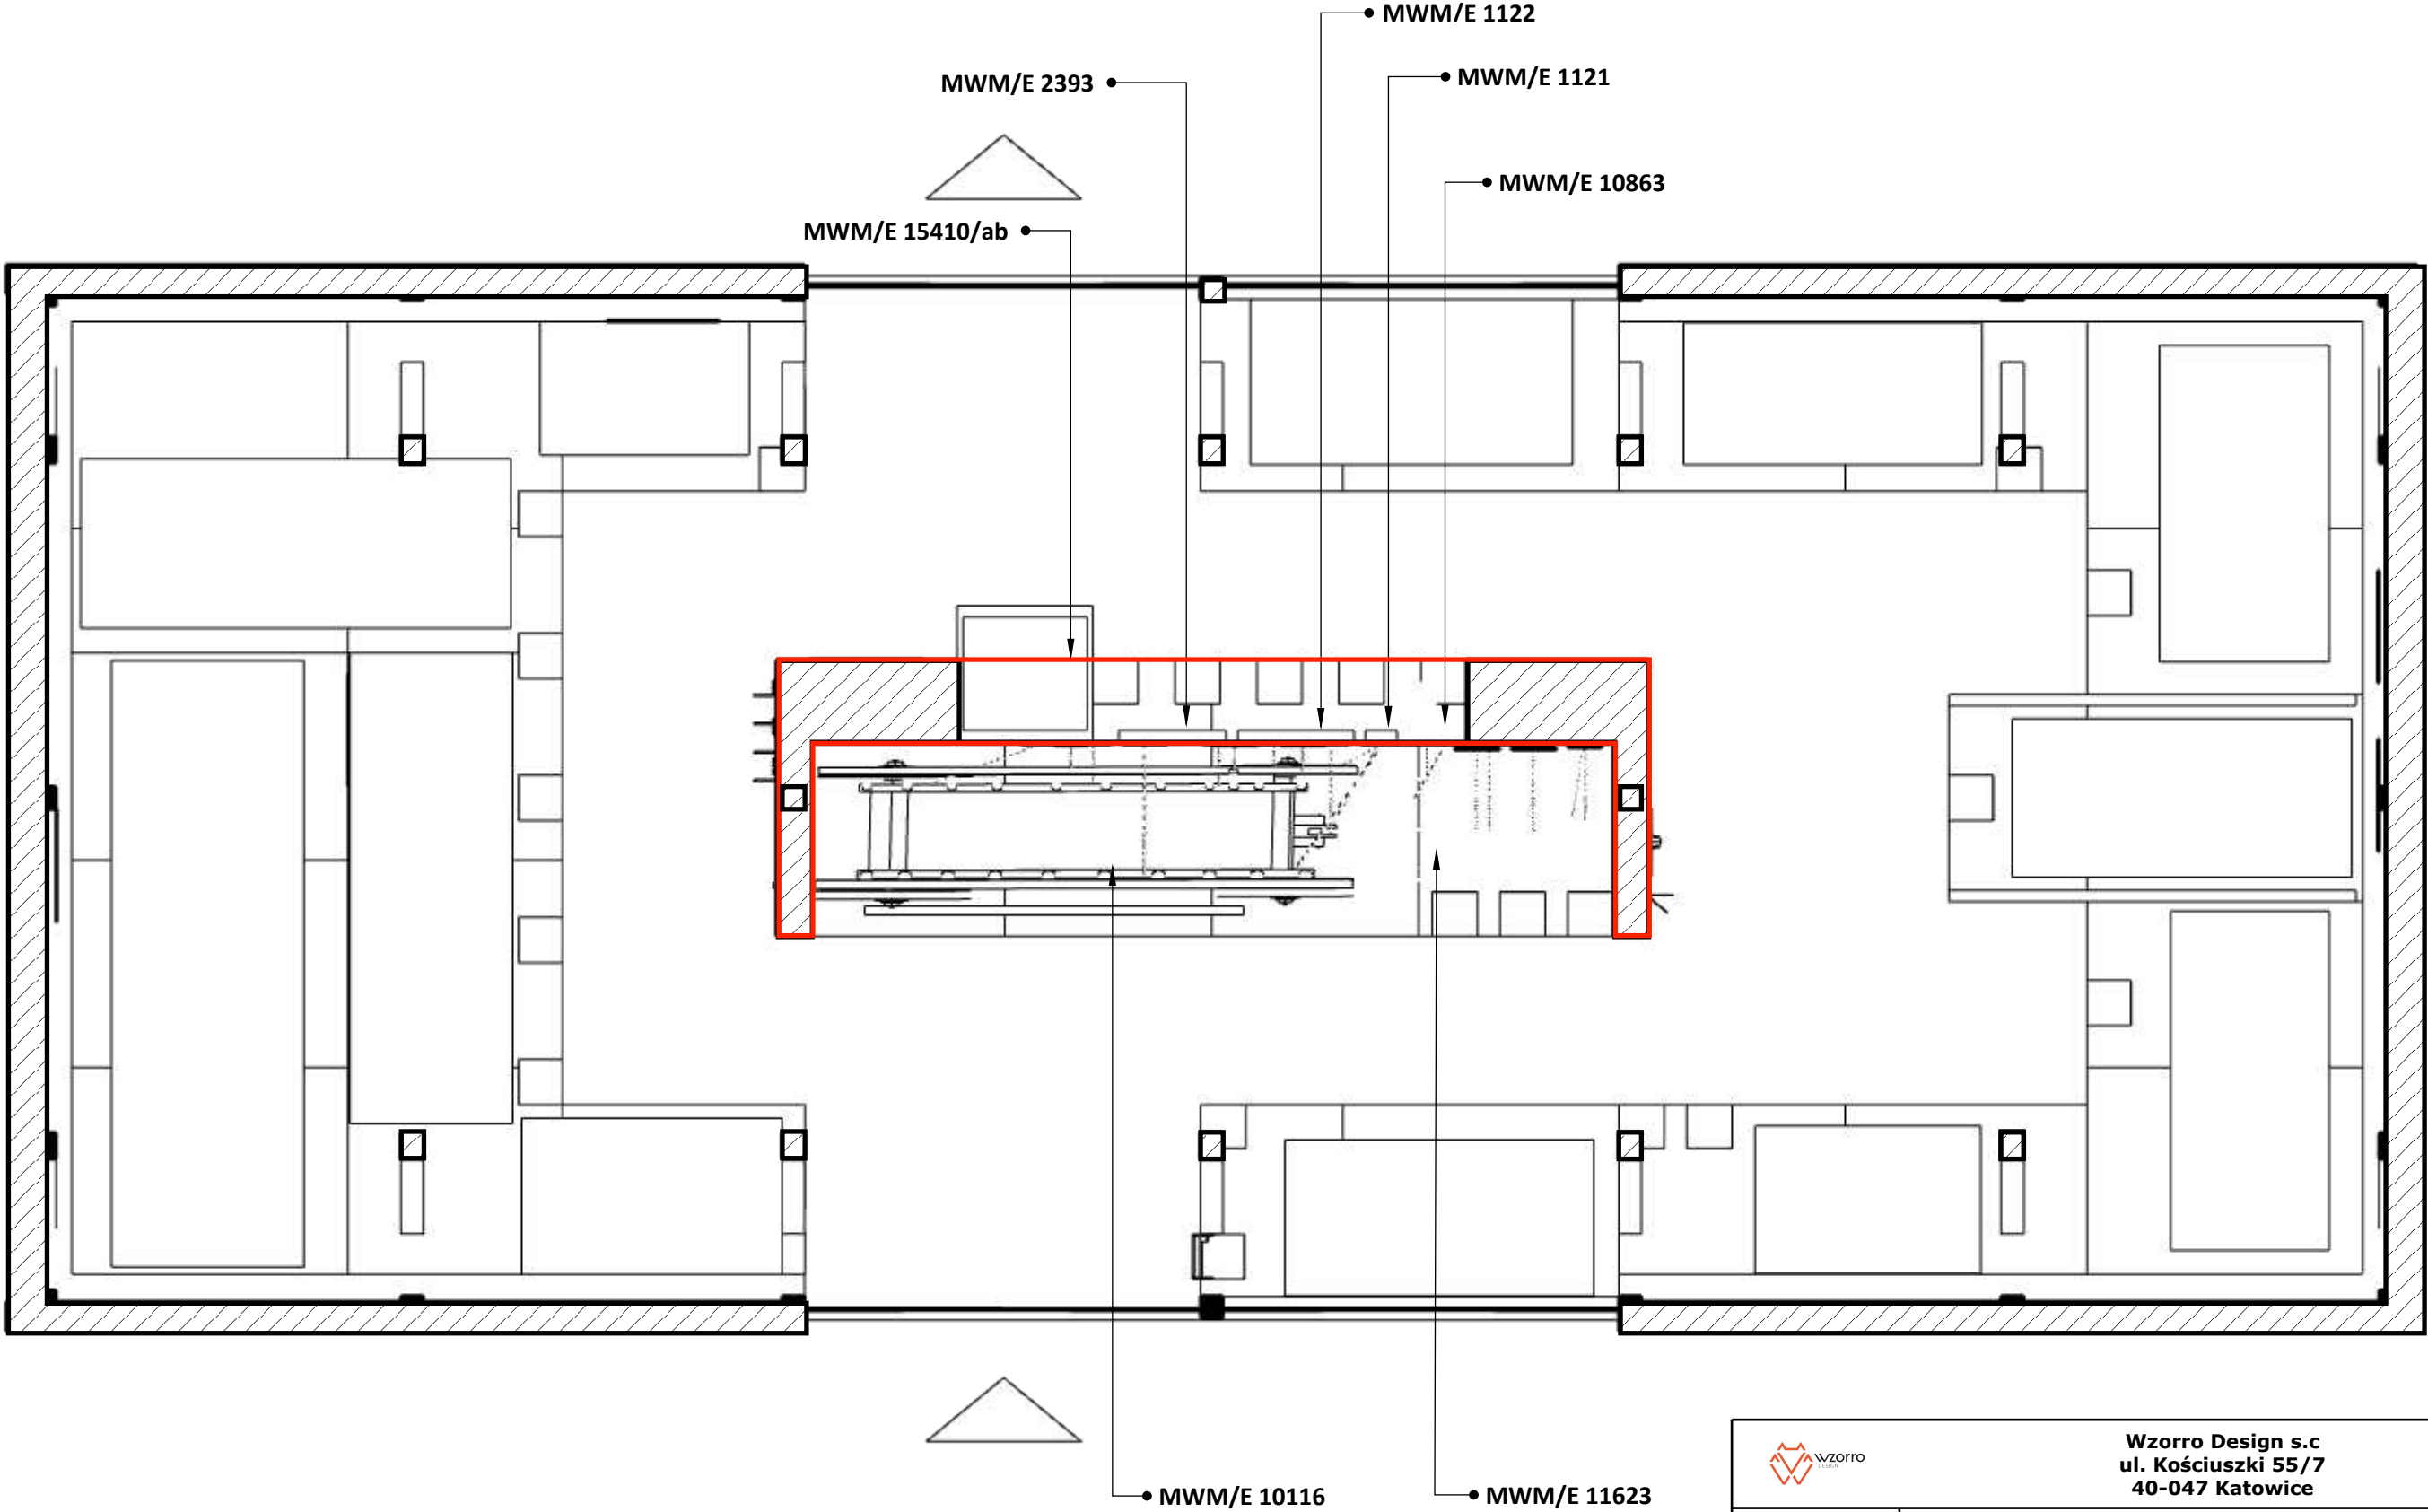 MWM/E 1122
MWM/E 2393
MWM/E 1121
MWM/E 10863
MWM/E 15410/ab
MWM/E 10116
MWM/E 11623
wzorro
DESIGN
Wzorro Design s.c
ul. Kościuszki 55/7
40-047 Katowice